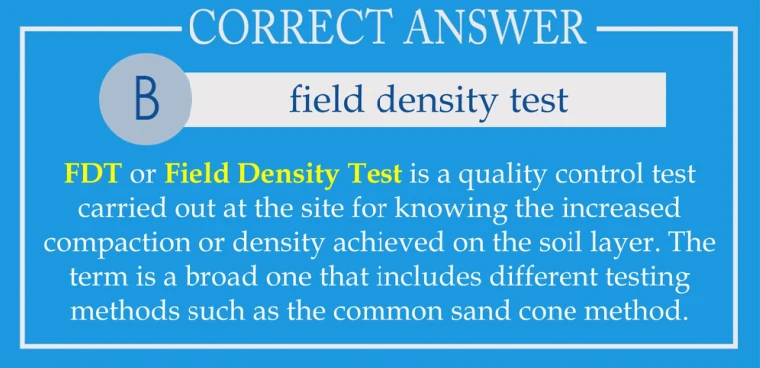 CORRECT ANSWER
B
field density test
FDT or Field Density Test is a quality control test
carried out at the site for knowing the increased
compaction or density achieved on the soil layer. The
term is a broad one that includes different testing
methods such as the common sand cone method.